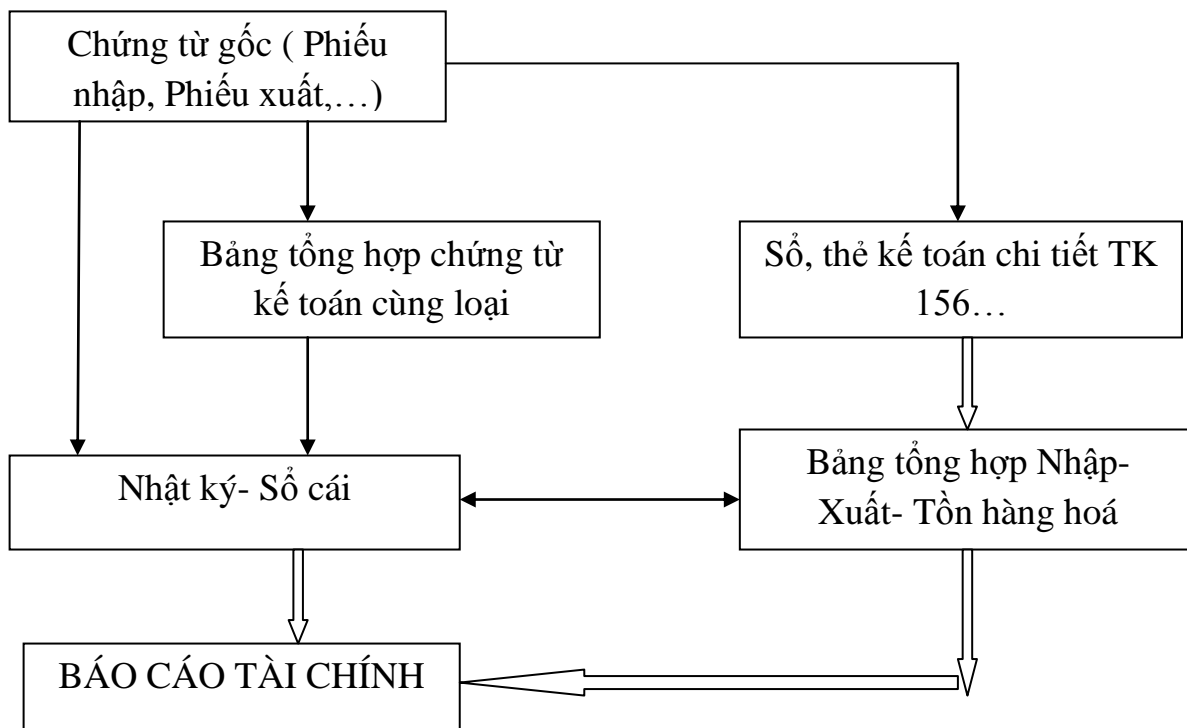 Chứng từ gốc ( Phiếu
nhập, Phiếu xuất,…)
Bảng tổng hợp chứng từ
kế toán cùng loại
Sổ, thẻ kế toán chi tiết TK
156…
Nhật ký- Sổ cái
Bảng tổng hợp Nhập-
Xuất- Tồn hàng hoá
BÁO CÁO TÀI CHÍNH